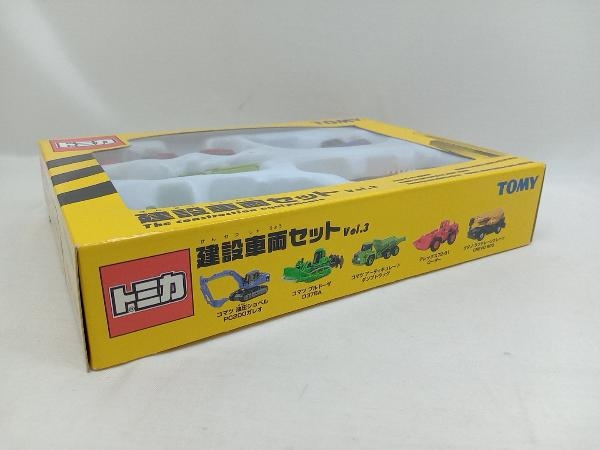 トミカ
TOMY
建設車両セット Vol.3
The construction
けん せつ しゃ りょう
建設車両セット Vol.3
TOMY
トミカ
コマツ 油圧ショベル
PC200ガレオ
コマツ ブルドーザ
D375A
コマツ アーティキュレート
ダンプトラック